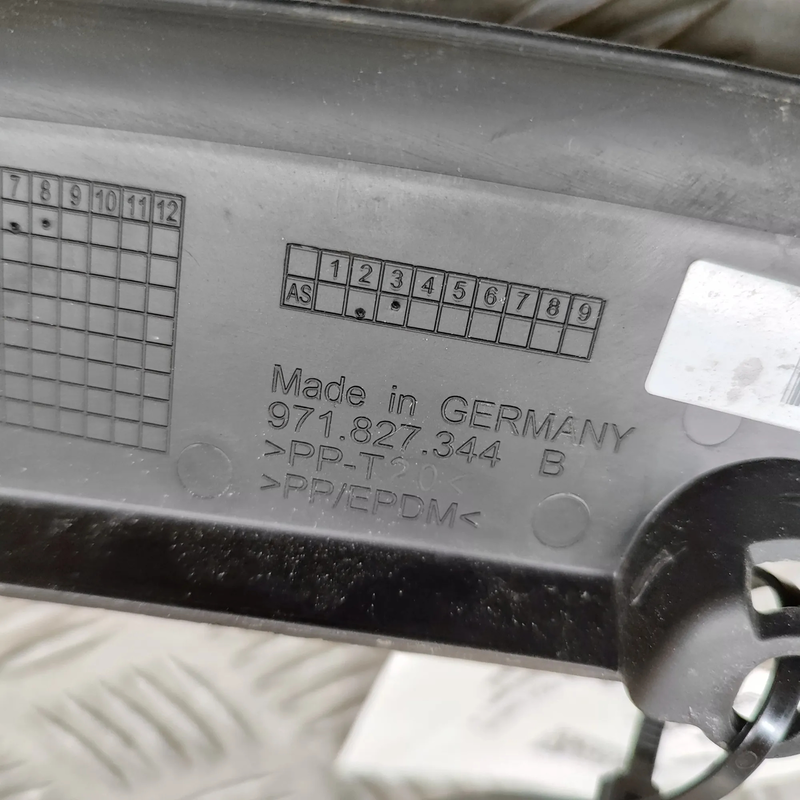 7 8 9 10 11 12
1 2 3 4 5 6 7 8 9
AS
Made in GERMANY
971.827.344 B
>PP-T20<
>PP/EPDM<